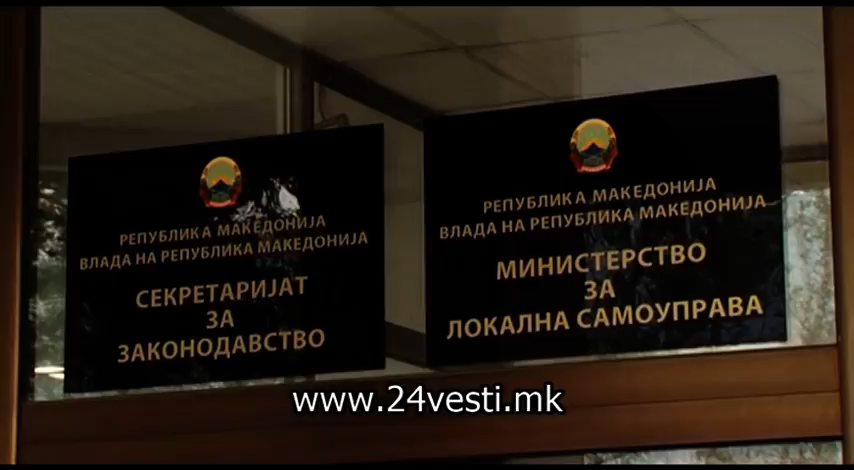 РЕПУБЛИКА МАКЕДОНИЈА
ВЛАДА НА РЕПУБЛИКА МАКЕДОНИЈА
СЕКРЕТАРИЈАТ
ЗА
ЗАКОНОДАВСТВО
РЕПУБЛИКА МАКЕДОНИЈА
ВЛАДА НА РЕПУБЛИКА МАКЕДОНИЈА
МИНИСТЕРСТВО
ЗА
ЛОКАЛНА САМОУПРАВА
www.24vesti.mk